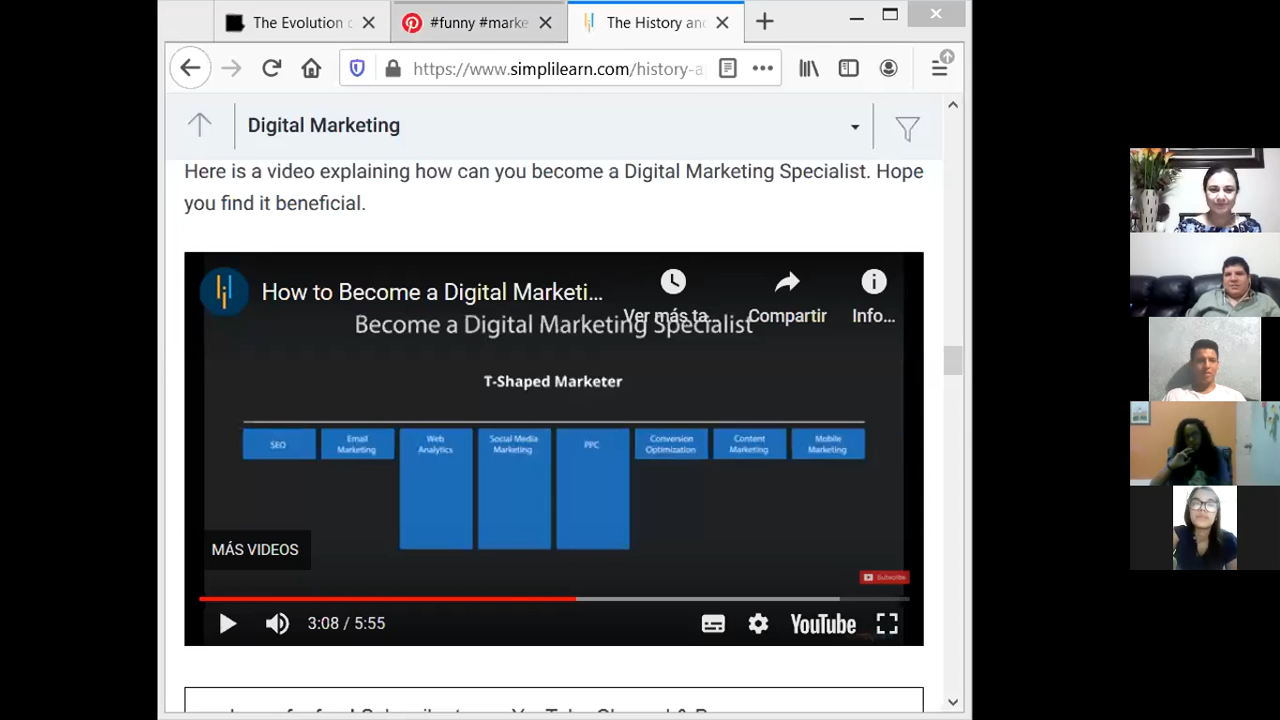 The Evolution
#funny #marke
The History and
https://www.simplilearn.com/history-a
Digital Marketing
Here is a video explaining how can you become a Digital Marketing Specialist. Hope
you find it beneficial.
How to Become a Digital Marketi...
Ver más ta...
Compartir
Info...
Become a Digital Marketing Specialist
T-Shaped Marketer
SEO
Email
Marketing
Web
Analytics
Social Media
Marketing
PPC
Conversion
Optimization
Content
Marketing
Mobile
Marketing
MÁS VIDEOS
Subscribe
3:08 / 5:55
YouTube